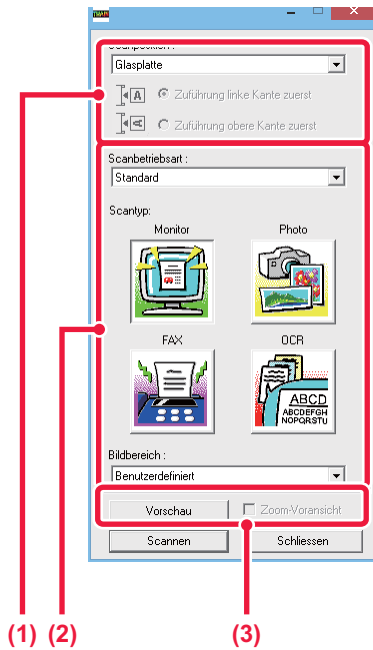 TWAIN
Scanposition :
Glasplatte
A
Zuführung linke Kante zuerst
A
Zuführung obere Kante zuerst
Scanbetriebsart :
Standard
Scantyp:
Monitor
Photo
FAX
OCR
ABCD
ABCDEFGH
NOPQRSTU
Bildbereich :
Benutzerdefiniert
Vorschau
Zoom-Voransicht
Scannen
Schliessen
(1) (2) (3)